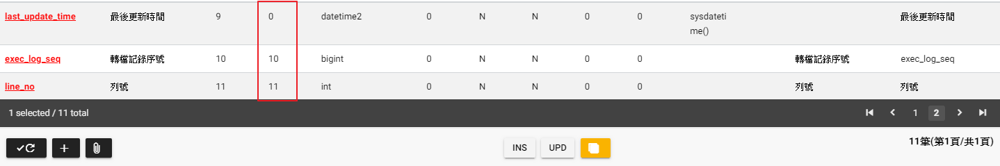 last_update_time 最後更新時間 9 0 datetime2 0 N N 0 0 sysdateti 最後更新時間
me()
exec_log_seq 轉檔記錄序號 10 10 bigint 0 N N 0 0 轉檔記錄序號 exec_log_seq
line_no 列號 11 11 int 0 N N 0 0 列號 列號
1 selected / 11 total 1 2
INS UPD 11筆(第1頁/共1頁)